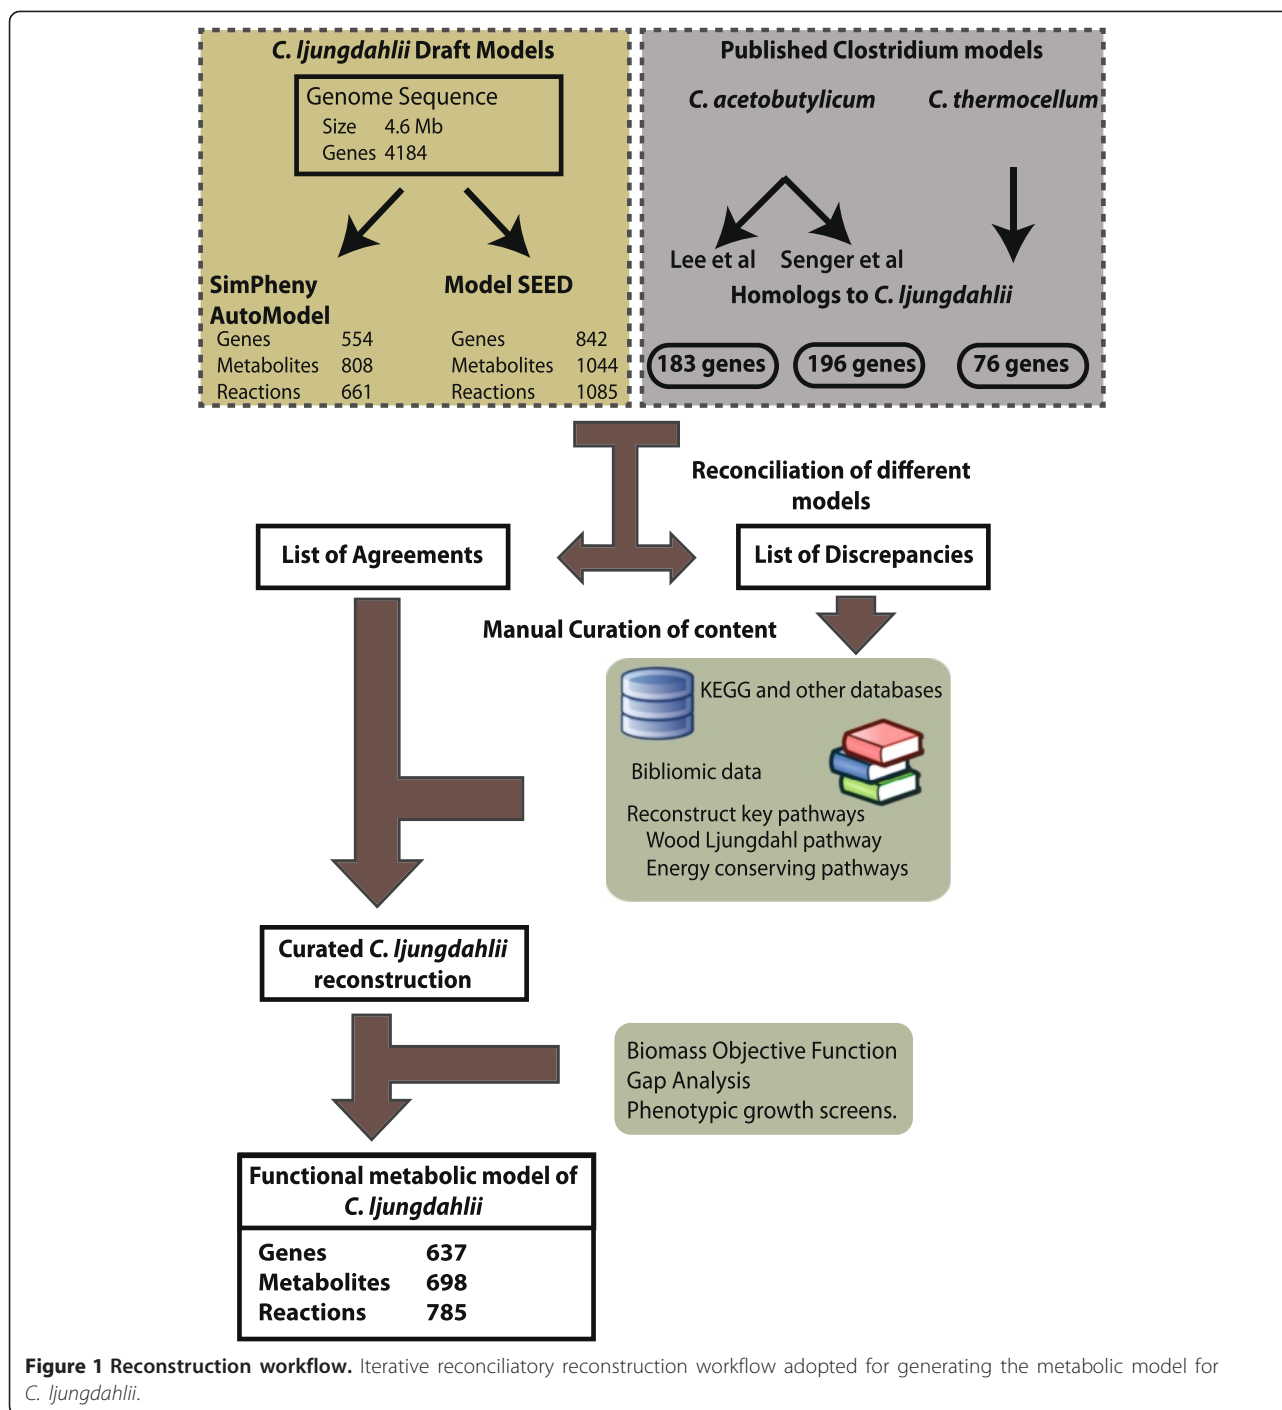 C. ljungdahlii Draft Models
Genome Sequence
Size 4.6 Mb
Genes 4184
SimPheny
AutoModel
Genes 554
Metabolites 808
Reactions 661
Model SEED
Genes 842
Metabolites 1044
Reactions 1085
Published Clostridium models
C. acetobutylicum
C. thermocellum
Lee et al
Senger et al
Homologs to C. ljungdahlii
183 genes
196 genes
76 genes
Reconciliation of different
models
List of Agreements
List of Discrepancies
Manual Curation of content
KEGG and other databases
Bibliomic data
Reconstruct key pathways
Wood Ljungdahl pathway
Energy conserving pathways
Curated C. ljungdahlii
reconstruction
Biomass Objective Function
Gap Analysis
Phenotypic growth screens.
Functional metabolic model of
C. ljungdahlii
Genes 637
Metabolites 698
Reactions 785
Figure 1 Reconstruction workflow. Iterative reconciliatory reconstruction workflow adopted for generating the metabolic model for
C. ljungdahlii.